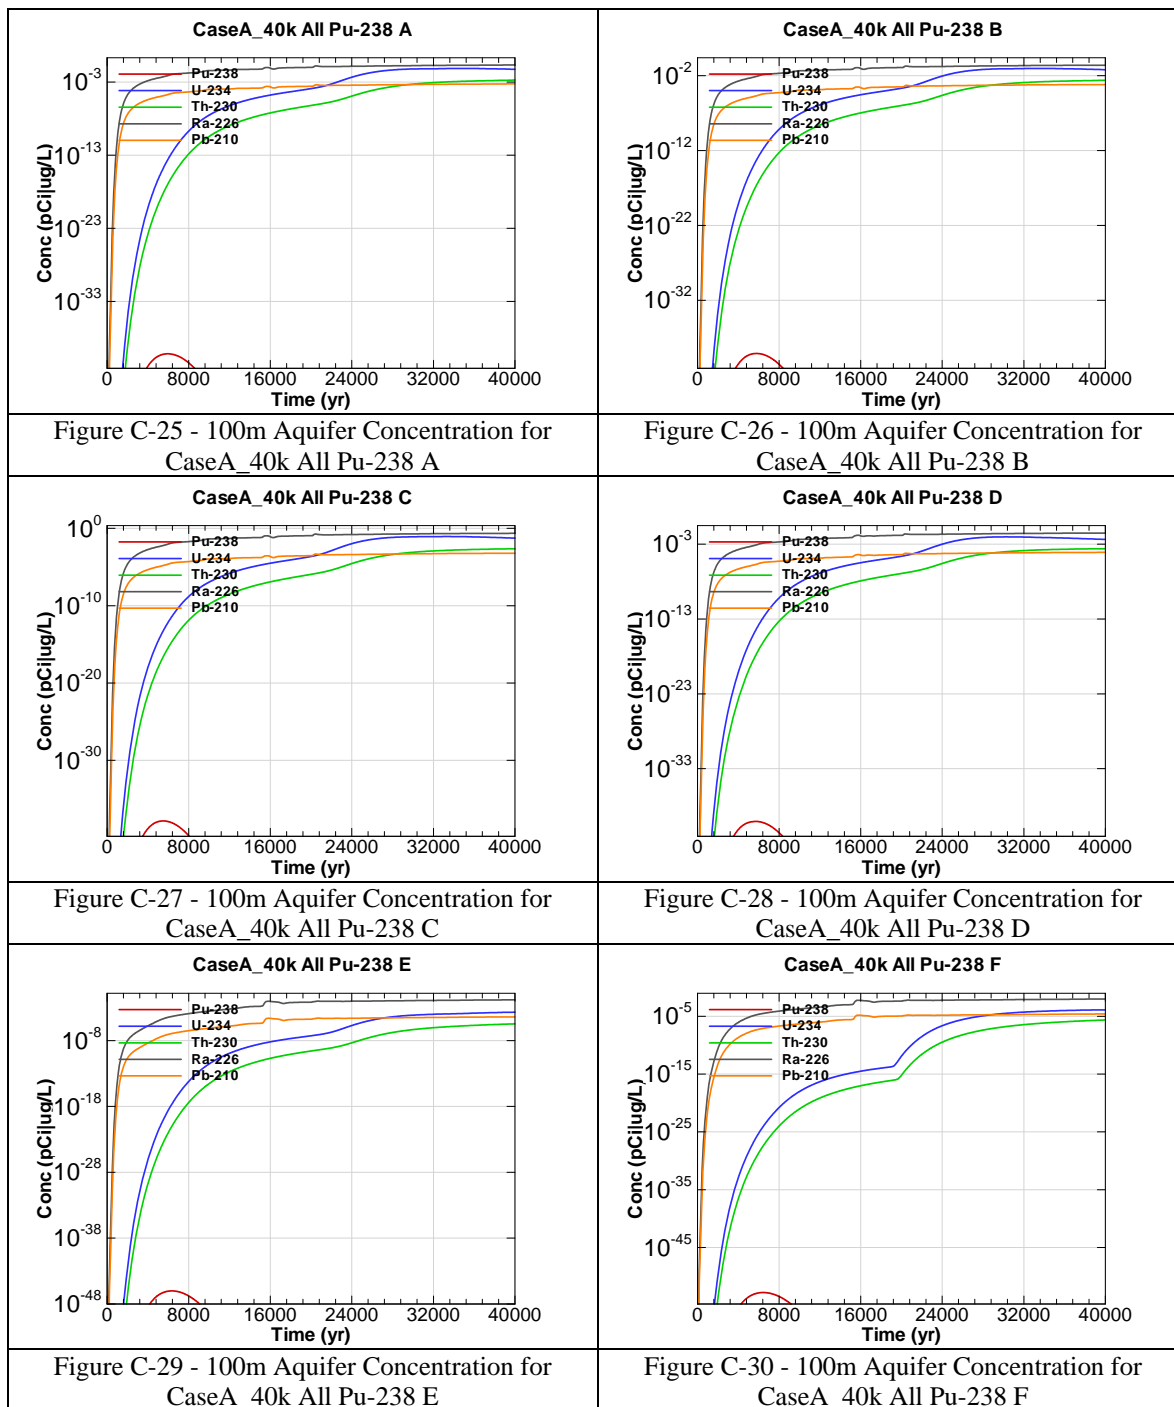 CaseA_40k All Pu-238 A
Conc (pCi|ug/L)
10-3
10-13
10-23
10-33
Pu-238
U-234
Th-230
Ra-226
Pb-210
0 8000 16000 24000 32000 40000
Time (yr)
Figure C-25 - 100m Aquifer Concentration for
CaseA_40k All Pu-238 A
CaseA_40k All Pu-238 B
Conc (pCi|ug/L)
10-2
10-12
10-22
10-32
Pu-238
U-234
Th-230
Ra-226
Pb-210
0 8000 16000 24000 32000 40000
Time (yr)
Figure C-26 - 100m Aquifer Concentration for
CaseA_40k All Pu-238 B
CaseA_40k All Pu-238 C
Conc (pCi|ug/L)
100
10-10
10-20
10-30
Pu-238
U-234
Th-230
Ra-226
Pb-210
0 8000 16000 24000 32000 40000
Time (yr)
Figure C-27 - 100m Aquifer Concentration for
CaseA_40k All Pu-238 C
CaseA_40k All Pu-238 D
Conc (pCi|ug/L)
10-3
10-13
10-23
10-33
Pu-238
U-234
Th-230
Ra-226
Pb-210
0 8000 16000 24000 32000 40000
Time (yr)
Figure C-28 - 100m Aquifer Concentration for
CaseA_40k All Pu-238 D
CaseA_40k All Pu-238 E
Conc (pCi|ug/L)
10-8
10-18
10-28
10-38
10-48
Pu-238
U-234
Th-230
Ra-226
Pb-210
0 8000 16000 24000 32000 40000
Time (yr)
Figure C-29 - 100m Aquifer Concentration for
CaseA_40k All Pu-238 E
CaseA_40k All Pu-238 F
Conc (pCi|ug/L)
10-5
10-15
10-25
10-35
10-45
Pu-238
U-234
Th-230
Ra-226
Pb-210
0 8000 16000 24000 32000 40000
Time (yr)
Figure C-30 - 100m Aquifer Concentration for
CaseA_40k All Pu-238 F